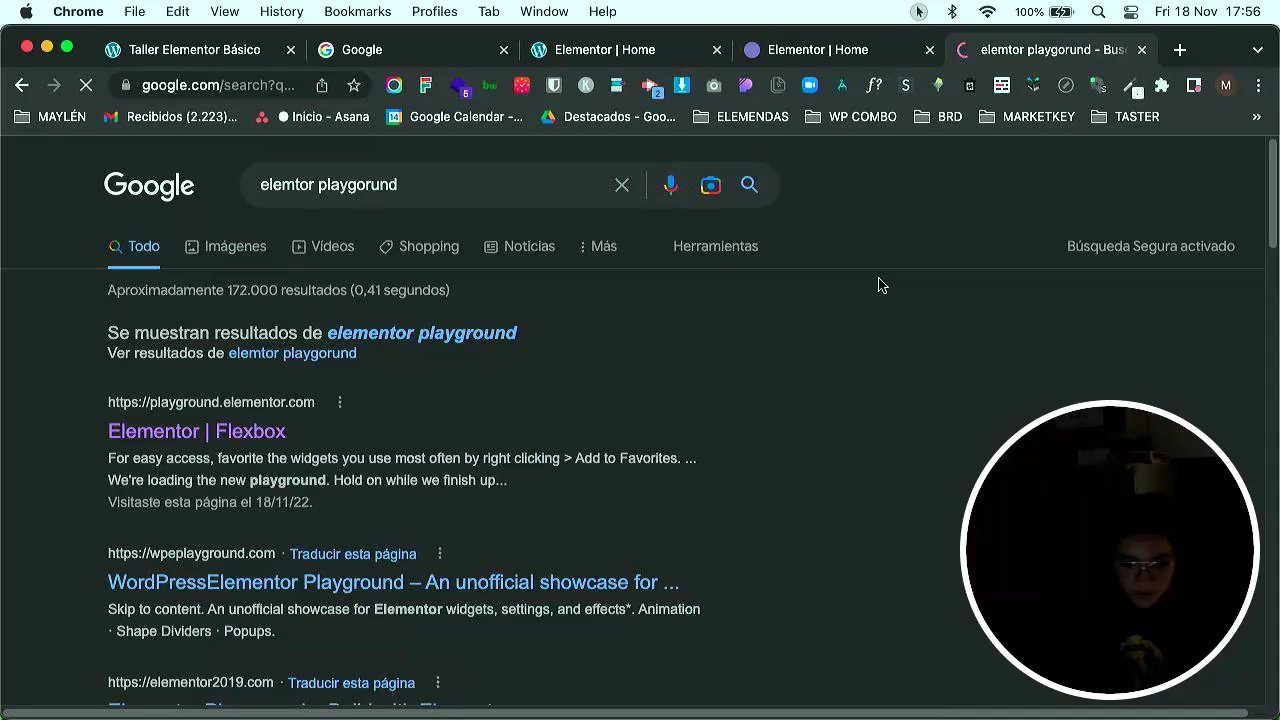 Chrome File Edit View History Bookmarks Profiles Tab Window Help 100% Fri 18 Nov 17:56
Taller Elementor Básico Google Elementor | Home Elementor | Home elemtor playgorund - Bus
google.com/search?q... 5 bw K 2 f? S M
MAYLÉN Recibidos (2.223)... Inicio - Asana 14 Google Calendar -... Destacados - Goo... ELEMENDAS WP COMBO BRD MARKETKEY TASTER »
Google elemtor playgorund
Todo Imágenes Vídeos Shopping Noticias Más Herramientas Búsqueda Segura activado
Aproximadamente 172.000 resultados (0,41 segundos)
Se muestran resultados de elementor playground
Ver resultados de elemtor playgorund
https://playground.elementor.com
Elementor | Flexbox
For easy access, favorite the widgets you use most often by right clicking > Add to Favorites. ...
We're loading the new playground. Hold on while we finish up...
Visitaste esta página el 18/11/22.
https://wpeplayground.com · Traducir esta página
WordPressElementor Playground – An unofficial showcase for ...
Skip to content. An unofficial showcase for Elementor widgets, settings, and effects*. Animation
· Shape Dividers · Popups.
https://elementor2019.com · Traducir esta página